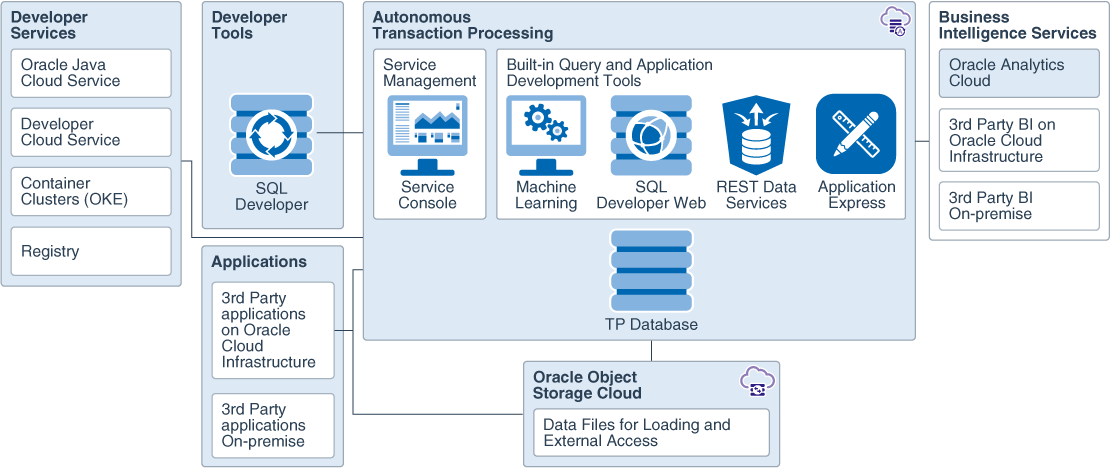 Developer
Services
Oracle Java
Cloud Service
Developer
Cloud Service
Container
Clusters (OKE)
Registry
Developer
Tools
SQL
Developer
Applications
3rd Party
applications
on Oracle
Cloud
Infrastructure
3rd Party
applications
On-premise
Autonomous
Transaction Processing
Service
Management
Service
Console
Built-in Query and Application
Development Tools
Machine
Learning
SQL
Developer Web
REST Data
Services
Application
Express
TP Database
Oracle Object
Storage Cloud
Data Files for Loading and
External Access
Business
Intelligence Services
Oracle Analytics
Cloud
3rd Party BI on
Oracle Cloud
Infrastructure
3rd Party BI
On-premise